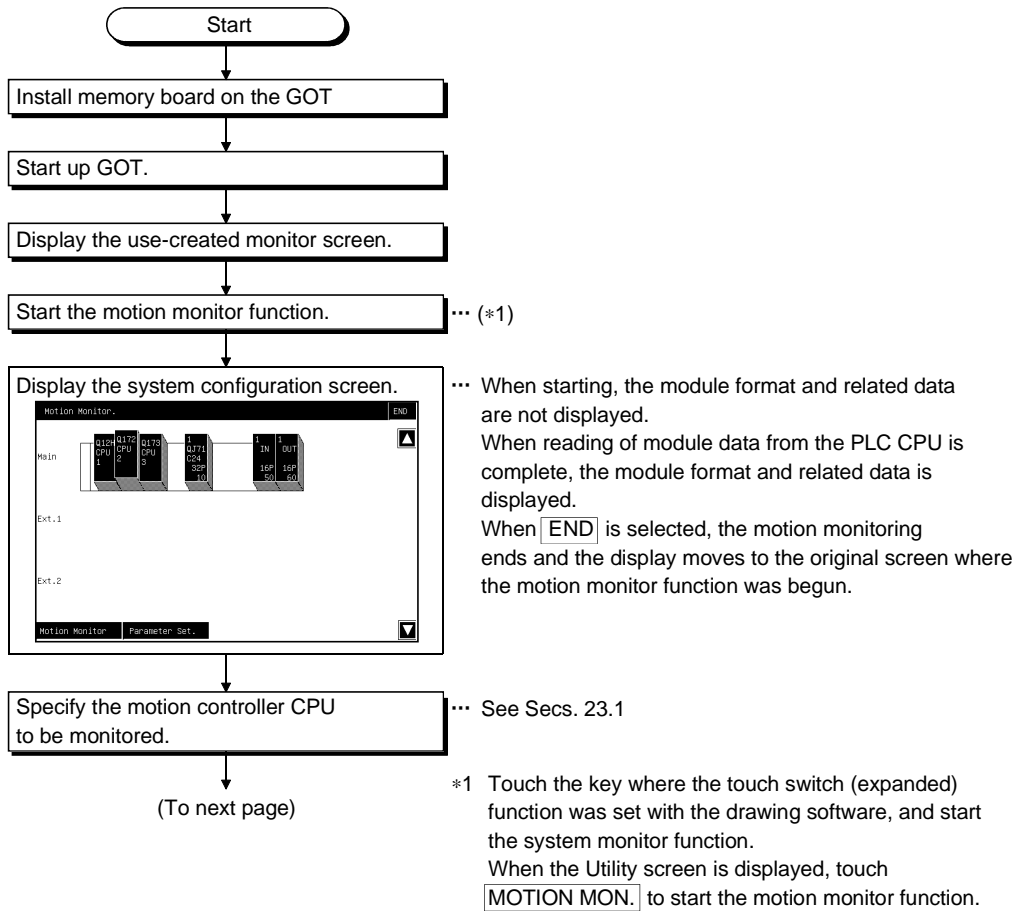 Start
Install memory board on the GOT
Start up GOT.
Display the use-created monitor screen.
Start the motion monitor function.
··· (*1)
Display the system configuration screen.
Motion Monitor.
END
Main
Q12H
CPU
1
Q172
CPU
2
Q173
CPU
3
1
QJ71
C24
32P
10
1
IN
16P
50
1
OUT
16P
60
Ext.1
Ext.2
Motion Monitor
Parameter Set.
··· When starting, the module format and related data
are not displayed.
When reading of module data from the PLC CPU is
complete, the module format and related data is
displayed.
When END is selected, the motion monitoring
ends and the display moves to the original screen where
the motion monitor function was begun.
Specify the motion controller CPU
to be monitored.
··· See Secs. 23.1
(To next page)
*1 Touch the key where the touch switch (expanded)
function was set with the drawing software, and start
the system monitor function.
When the Utility screen is displayed, touch
MOTION MON. to start the motion monitor function.